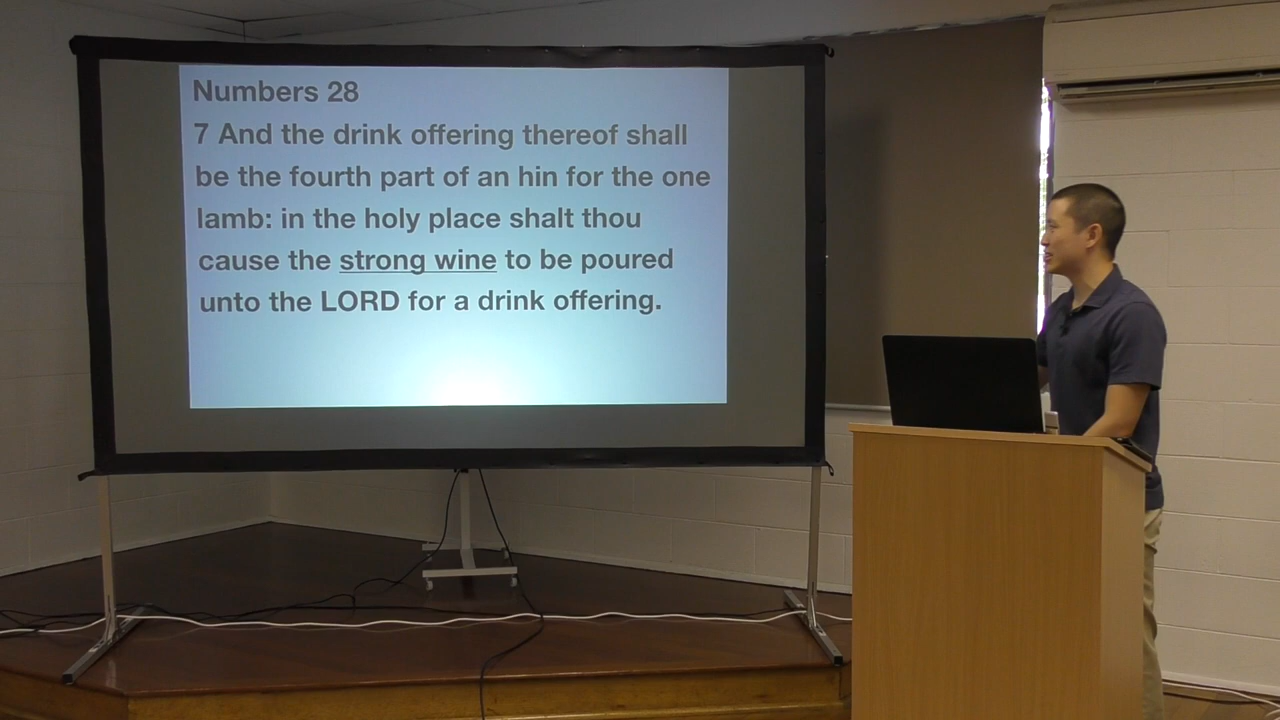 Numbers 28
7 And the drink offering thereof shall
be the fourth part of an hin for the one
lamb: in the holy place shalt thou
cause the strong wine to be poured
unto the LORD for a drink offering.